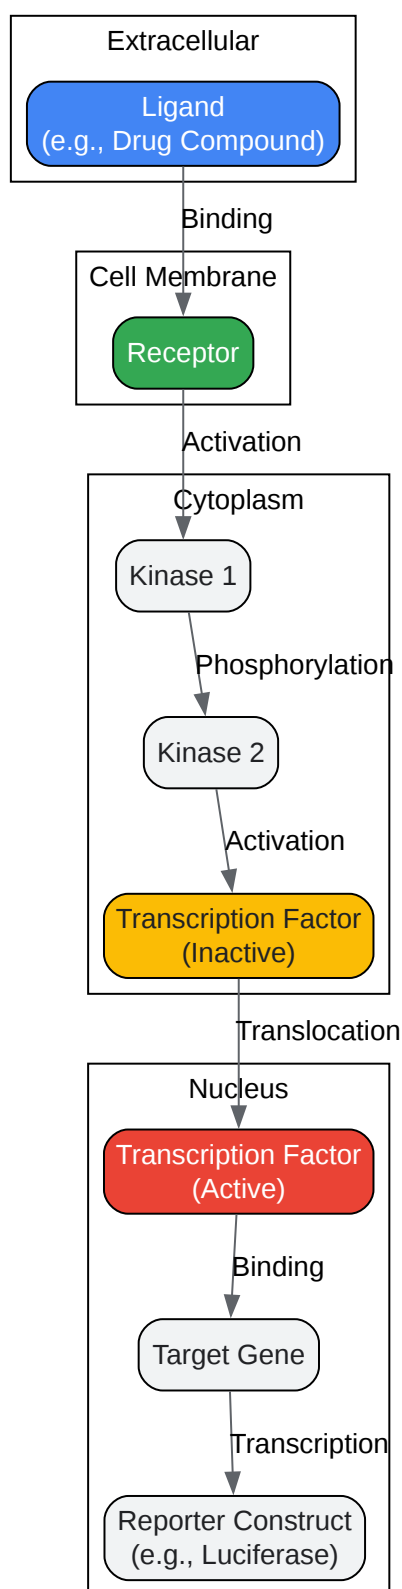 Extracellular
Ligand
(e.g., Drug Compound)
Binding
Cell Membrane
Receptor
Activation
Cytoplasm
Kinase 1
Phosphorylation
Kinase 2
Activation
Transcription Factor
(Inactive)
Translocation
Nucleus
Transcription Factor
(Active)
Binding
Target Gene
Transcription
Reporter Construct
(e.g., Luciferase)